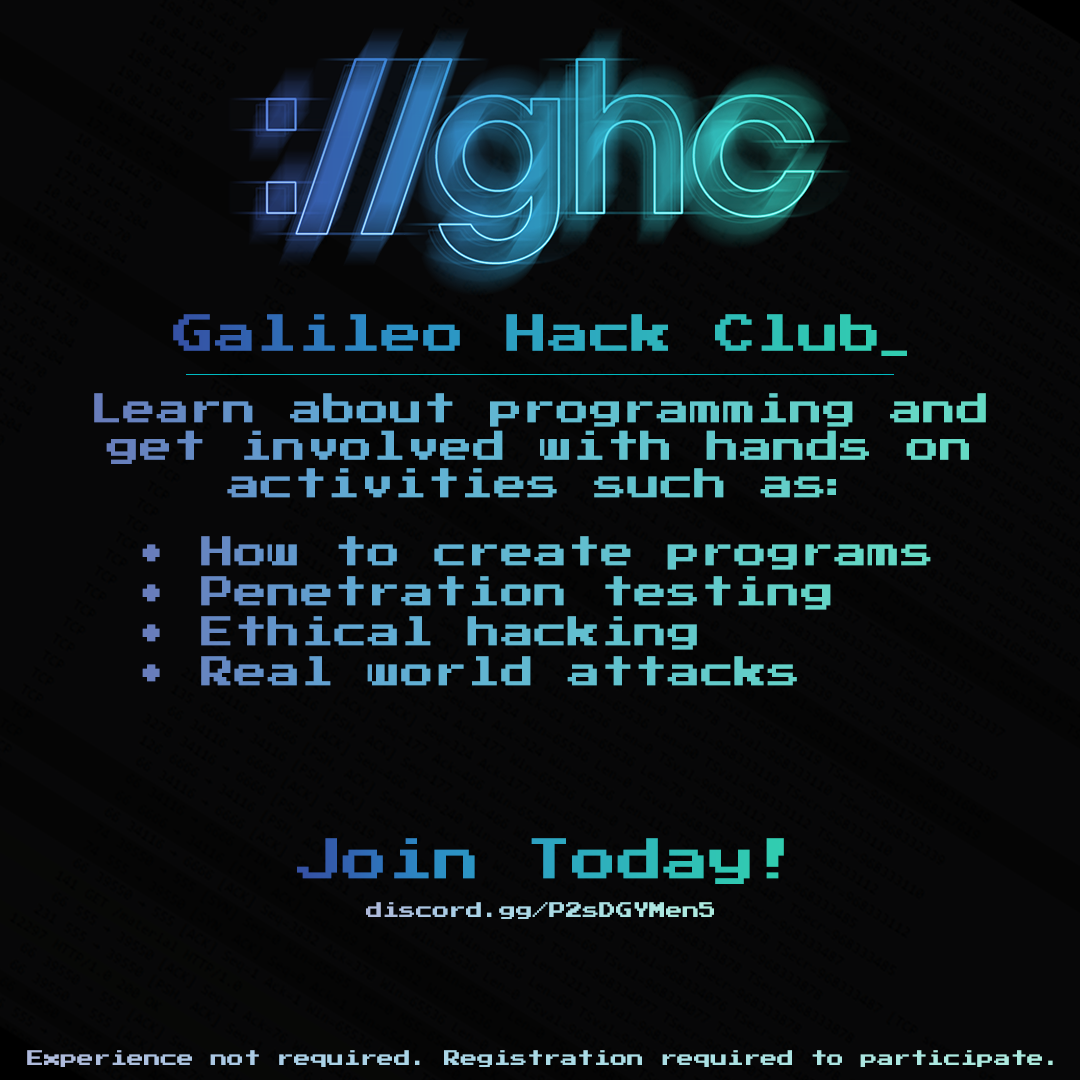 ://ghc
Galileo Hack Club_
Learn about programming and
get involved with hands on
activities such as:
• How to create programs
• Penetration testing
• Ethical hacking
• Real world attacks
Join Today!
discord.gg/P2sDGYMen5
Experience not required. Registration required to participate.